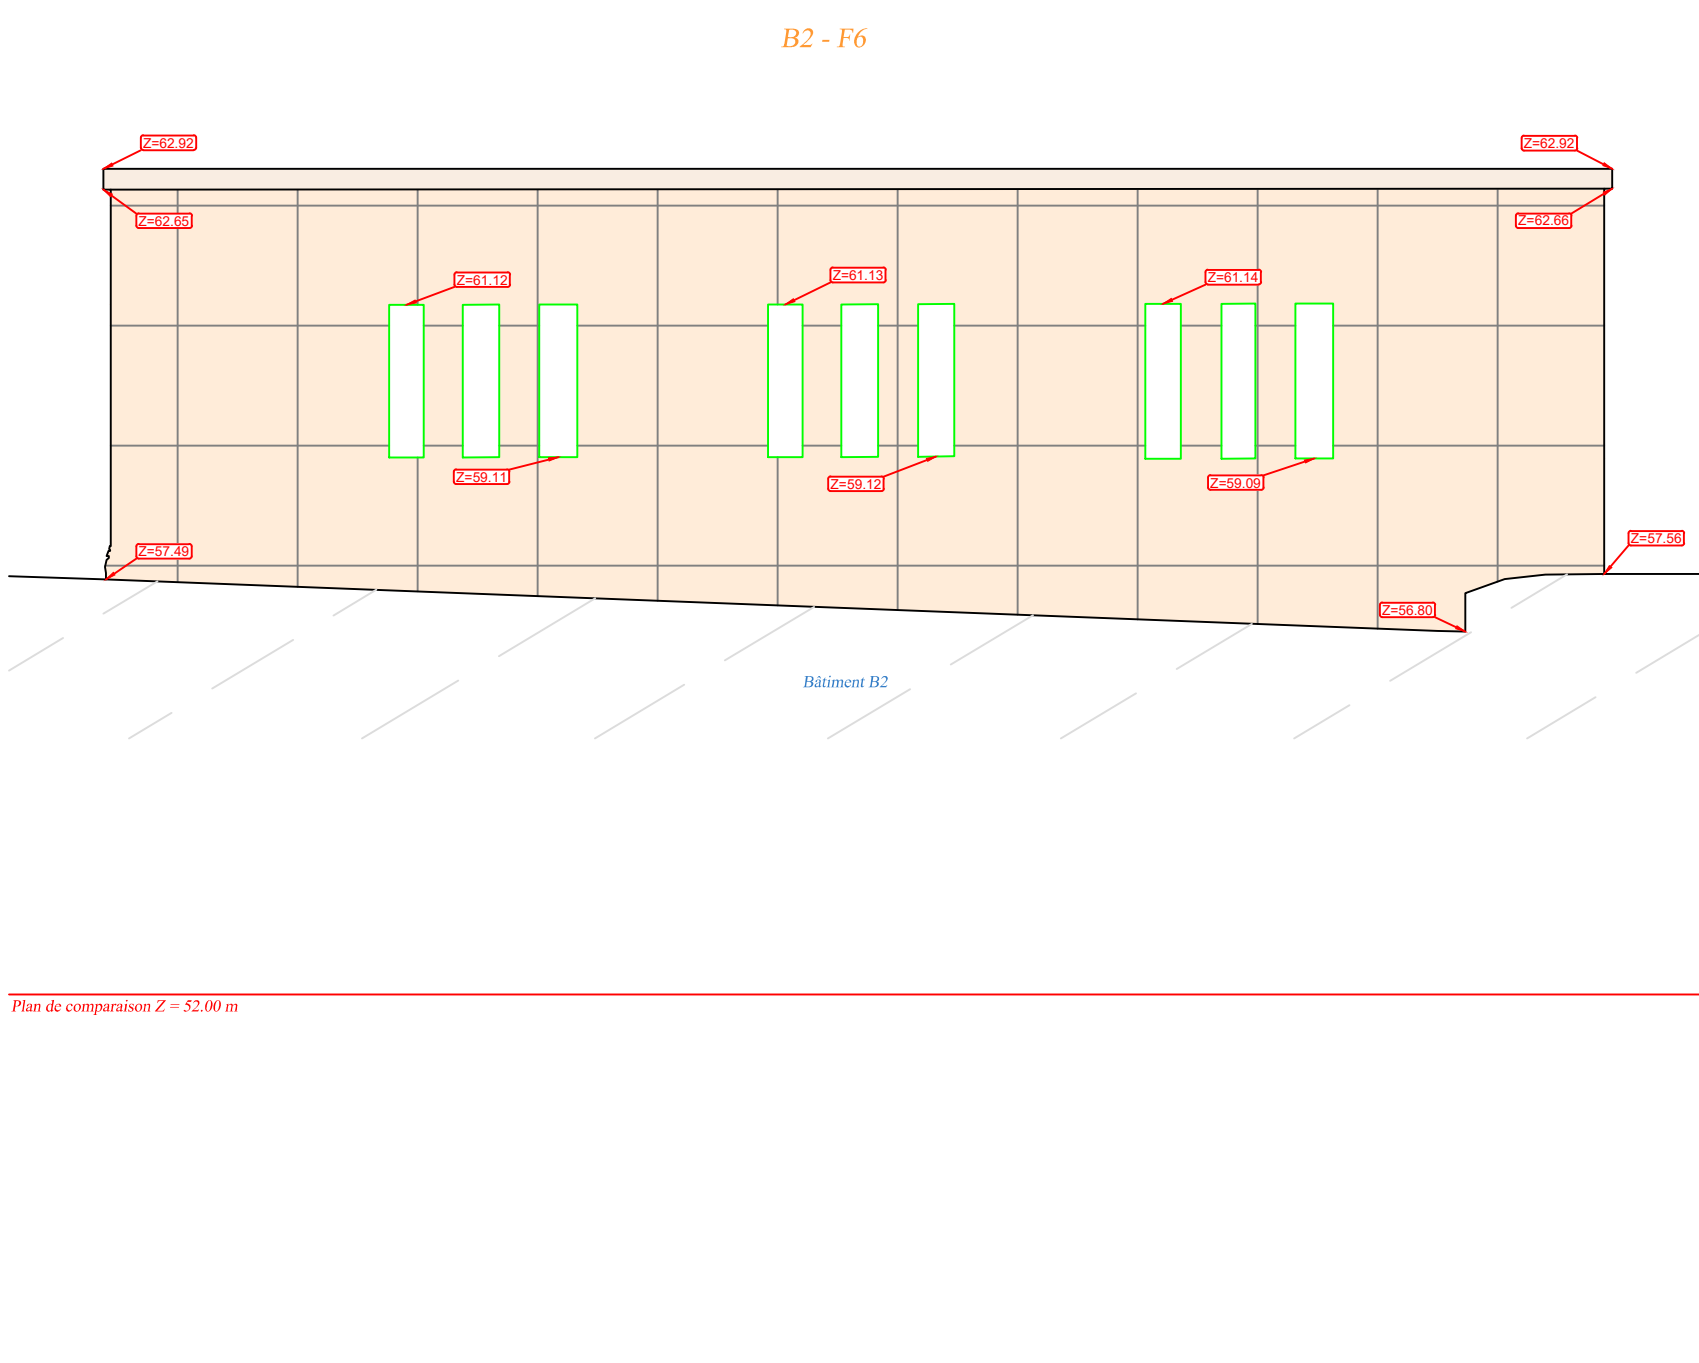 B2 - F6
Z=62.92
Z=62.92
Z=62.65
Z=62.66
Z=61.12
Z=61.13
Z=61.14
Z=59.11
Z=59.12
Z=59.09
Z=57.49
Z=57.56
Z=56.80
Bâtiment B2
Plan de comparaison Z = 52.00 m